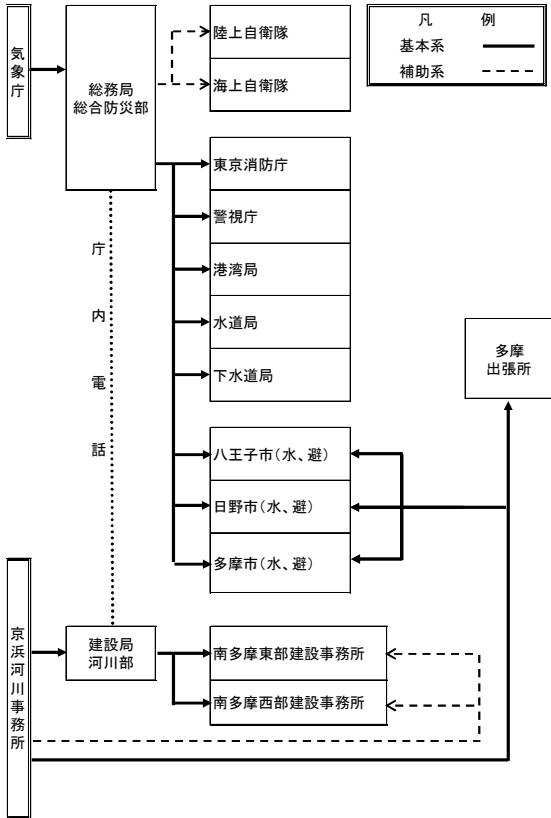 気象庁
総務局
総合防災部
陸上自衛隊
海上自衛隊
凡 例
基本系
補助系
東京消防庁
警視庁
港湾局
水道局
下水道局
庁内電話
多摩
出張所
八王子市(水、避)
日野市(水、避)
多摩市(水、避)
京浜河川事務所
建設局
河川部
南多摩東部建設事務所
南多摩西部建設事務所